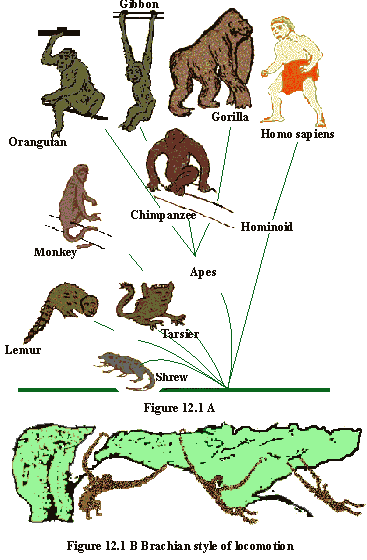 Gibbon
Orangutan
Gorilla
Homo sapiens
Chimpanzee
Hominoid
Monkey
Apes
Tarsier
Lemur
Shrew
Figure 12.1 A
Figure 12.1 B Brachian style of locomotion